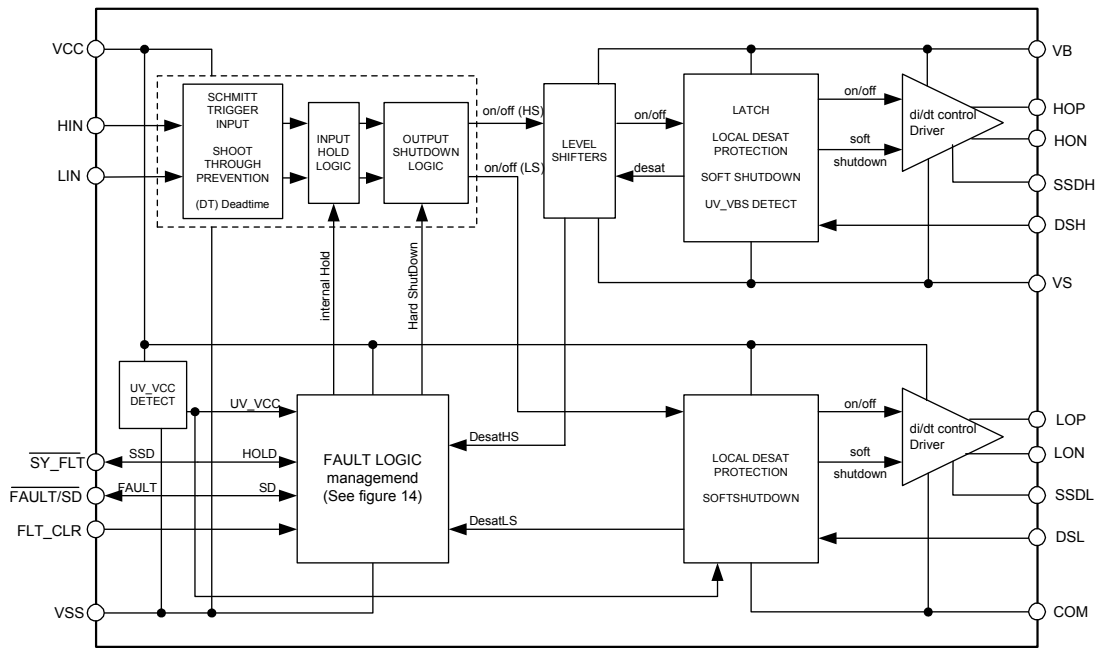 VCC
HIN
LIN
SCHMITT
TRIGGER
INPUT
SHOOT
THROUGH
PREVENTION
(DT) Deadtime
INPUT
HOLD
LOGIC
OUTPUT
SHUTDOWN
LOGIC
on/off (HS)
on/off (LS)
LEVEL
SHIFTERS
on/off
desat
LATCH
LOCAL DESAT
PROTECTION
SOFT SHUTDOWN
UV_VBS DETECT
on/off
soft
shutdown
di/dt control
Driver
VB
HOP
HON
SSDH
DSH
VS
internal Hold
Hard ShutDown
UV_VCC
DETECT
UV_VCC
SY_FLT
SSD
HOLD
FAULT/SD
FAULT
SD
FLT_CLR
VSS
FAULT LOGIC
managemend
(See figure 14)
DesatHS
DesatLS
LOCAL DESAT
PROTECTION
SOFTSHUTDOWN
on/off
soft
shutdown
di/dt control
Driver
LOP
LON
SSDL
DSL
COM